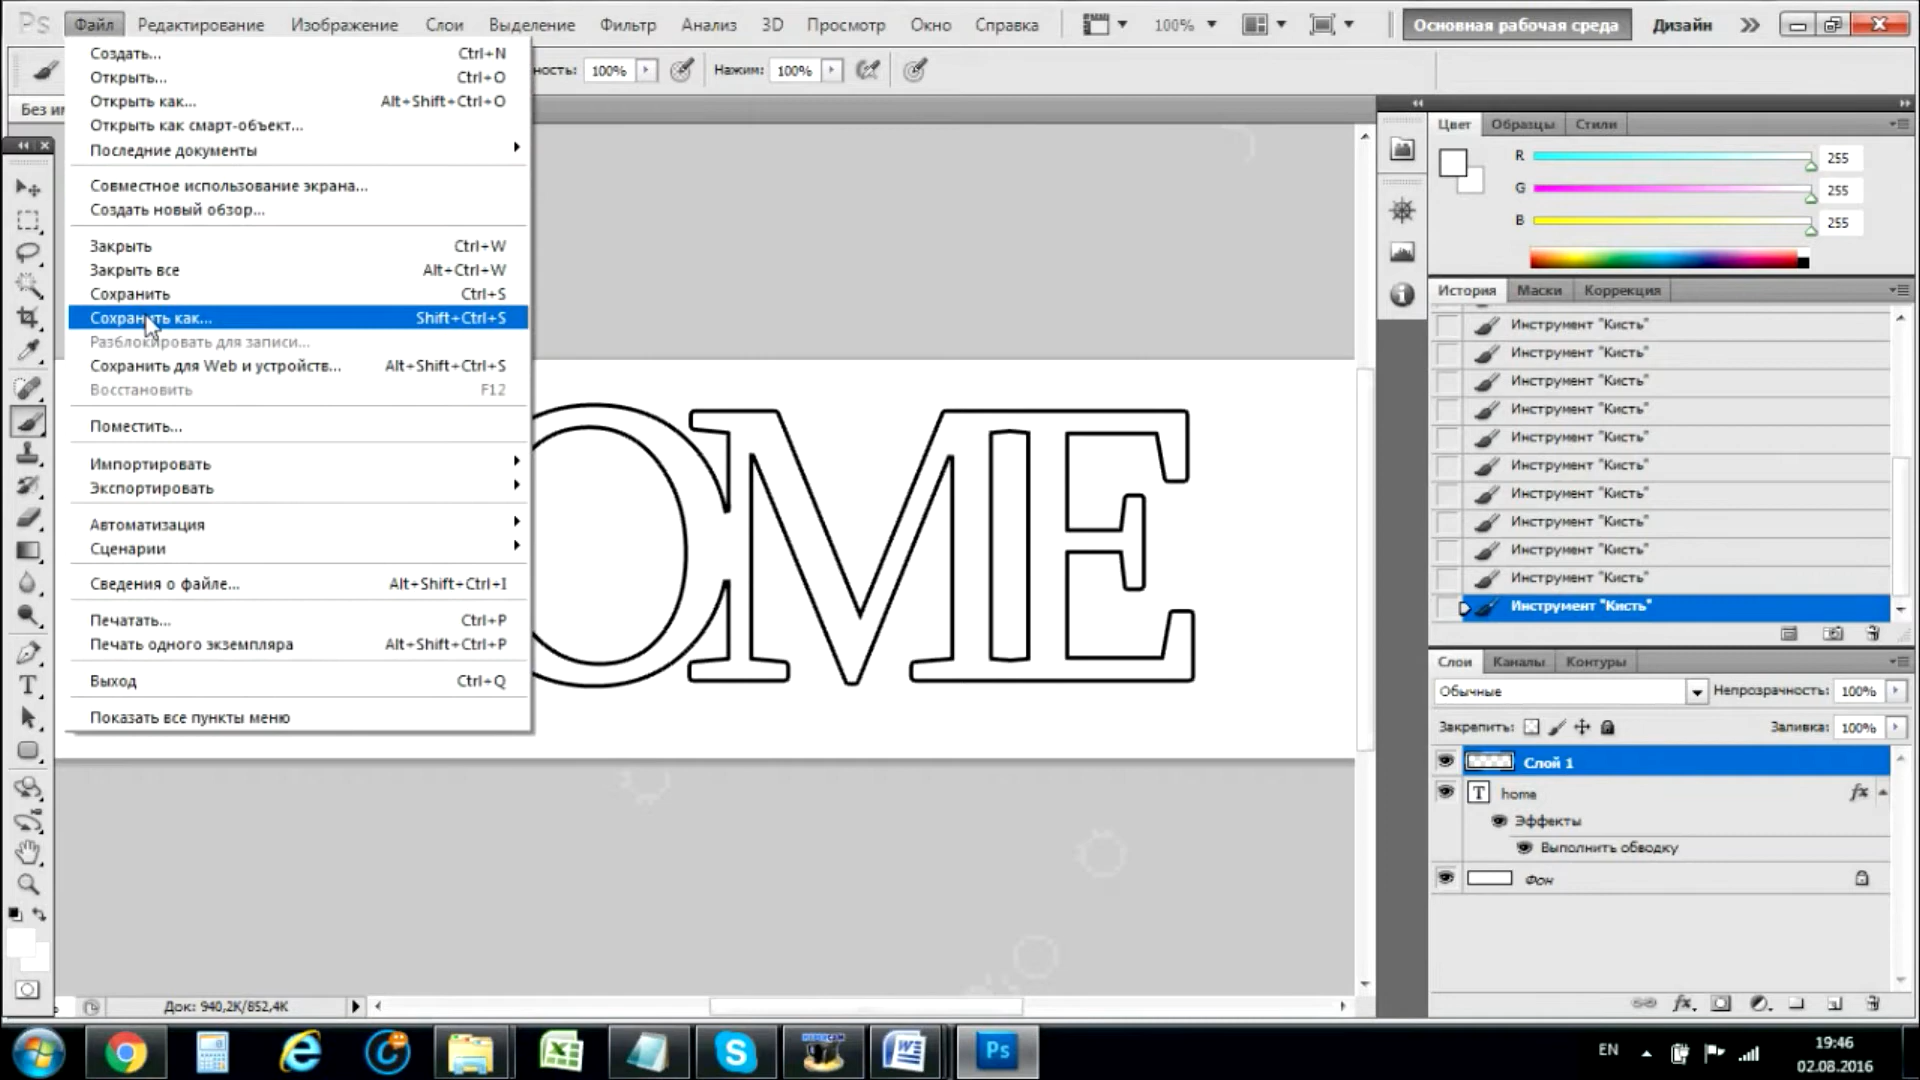 Ps Файл Редактирование Изображение Слои Выделение Фильтр Анализ 3D Просмотр Окно Справка 100% Основная рабочая среда Дизайн
ность: 100% Нажим: 100%
Без им
Создать... Ctrl+N
Открыть... Ctrl+O
Открыть как... Alt+Shift+Ctrl+O
Открыть как смарт-объект...
Последние документы
Совместное использование экрана...
Создать новый обзор...
Закрыть Ctrl+W
Закрыть все Alt+Ctrl+W
Сохранить Ctrl+S
Сохранить как... Shift+Ctrl+S
Разблокировать для записи...
Сохранить для Web и устройств... Alt+Shift+Ctrl+S
Восстановить F12
Поместить...
Импортировать
Экспортировать
Автоматизация
Сценарии
Сведения о файле... Alt+Shift+Ctrl+I
Печатать... Ctrl+P
Печать одного экземпляра Alt+Shift+Ctrl+P
Выход Ctrl+Q
Показать все пункты меню
OME
Цвет Образцы Стили
R 255
G 255
B 255
История Маски Коррекция
Инструмент "Кисть"
Инструмент "Кисть"
Инструмент "Кисть"
Инструмент "Кисть"
Инструмент "Кисть"
Инструмент "Кисть"
Инструмент "Кисть"
Инструмент "Кисть"
Инструмент "Кисть"
Инструмент "Кисть"
Инструмент "Кисть"
Слои Каналы Контуры
Обычные Непрозрачность: 100%
Закрепить: Заливка: 100%
Слой 1
T home fx
Эффекты
Выполнить обводку
Фон
Док: 940,2K/852,4K
fx
Ps
EN 19:46
02.08.2016